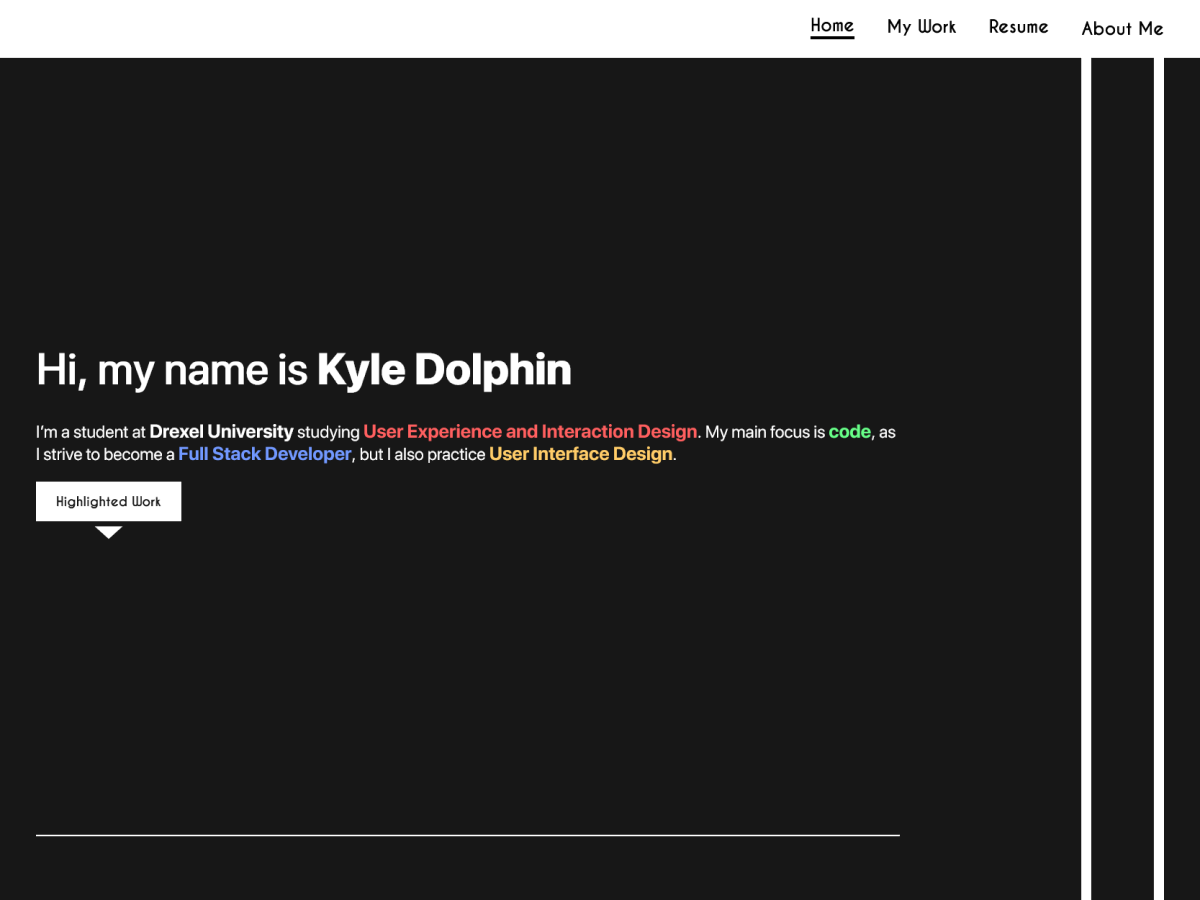 Home My Work Resume About Me
Hi, my name is Kyle Dolphin
I'm a student at Drexel University studying User Experience and Interaction Design. My main focus is code, as
I strive to become a Full Stack Developer, but I also practice User Interface Design.
Highlighted Work